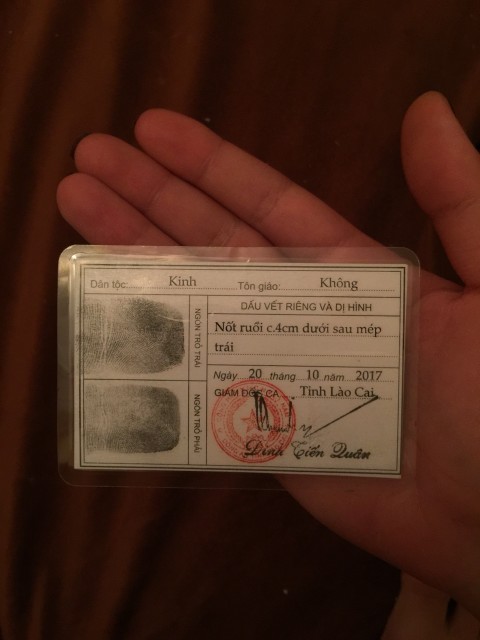 Dân tộc: Kinh Tôn giáo: Không
DẤU VẾT RIÊNG VÀ DỊ HÌNH
Nốt ruồi c.4cm dưới sau mép
trái
Ngày 20 tháng 10 năm 2017
GIÁM ĐỐC CA Tỉnh Lào Cai
Đinh Tiến Quân
NGÓN TRỎ TRÁI
NGÓN TRỎ PHẢI